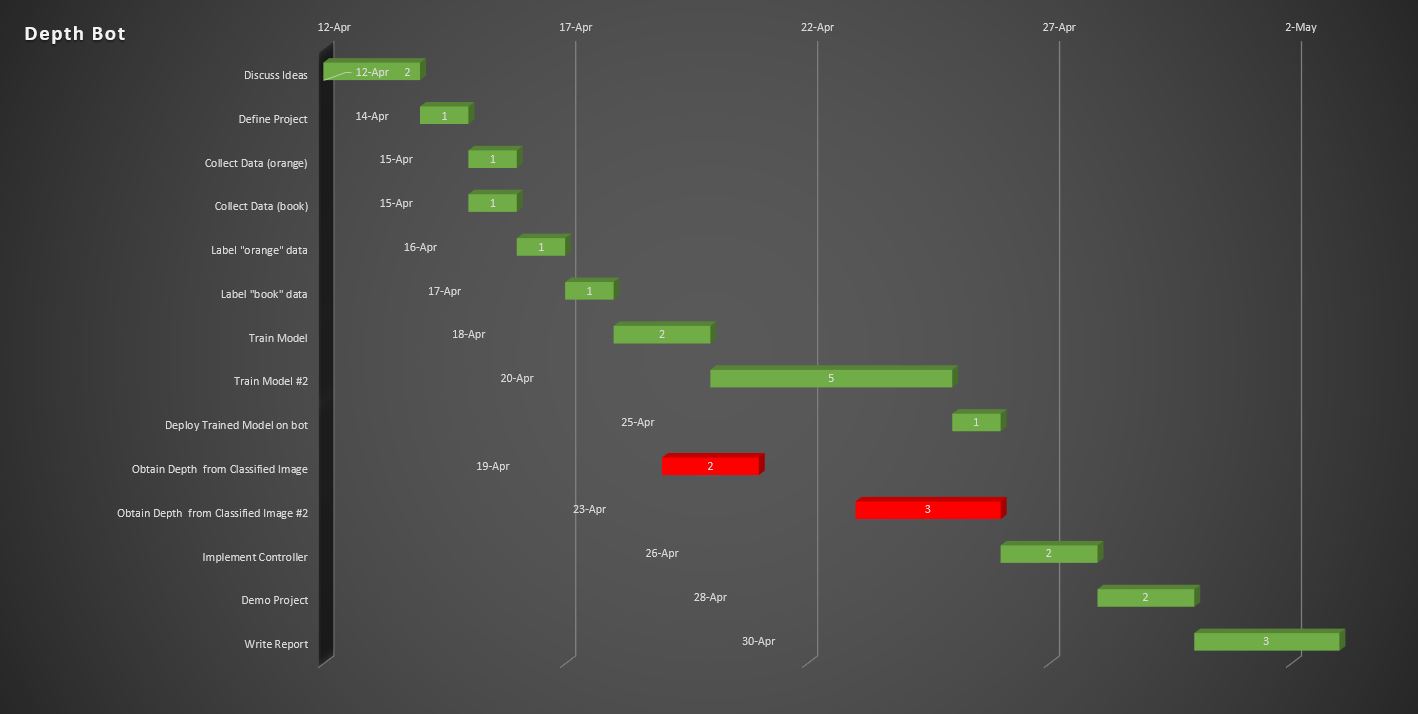 Depth Bot
12-Apr 17-Apr 22-Apr 27-Apr 2-May
Discuss Ideas 12-Apr 2
Define Project 14-Apr 1
Collect Data (orange) 15-Apr 1
Collect Data (book) 15-Apr 1
Label "orange" data 16-Apr 1
Label "book" data 17-Apr 1
Train Model 18-Apr 2
Train Model #2 20-Apr 5
Deploy Trained Model on bot 25-Apr 1
Obtain Depth from Classified Image 19-Apr 2
Obtain Depth from Classified Image #2 23-Apr 3
Implement Controller 26-Apr 2
Demo Project 28-Apr 2
Write Report 30-Apr 3